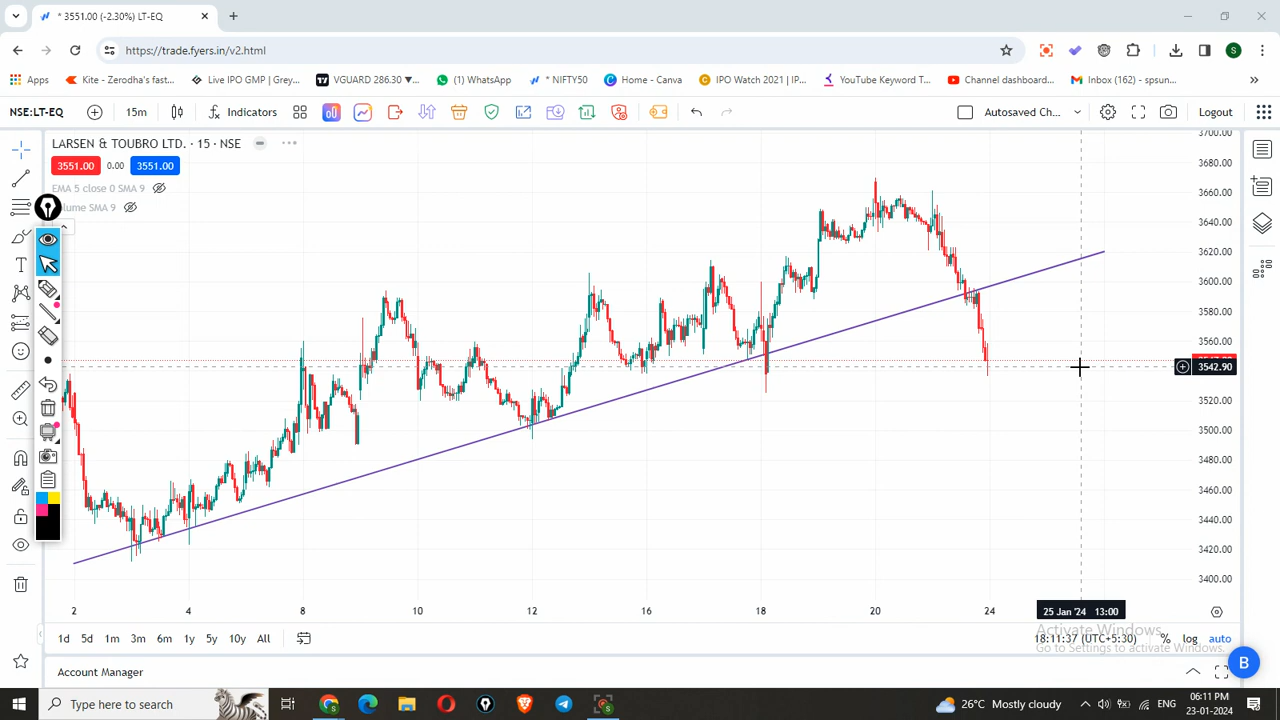 * 3551.00 (-2.30%) LT-EQ
https://trade.fyers.in/v2.html
S
Apps
Kite - Zerodha's fast...
Live IPO GMP | Grey...
VGUARD 286.30 ▼...
(1) WhatsApp
* NIFTY50
Home - Canva
IPO Watch 2021 | IP...
YouTube Keyword T...
Channel dashboard...
Inbox (162) - spsun...
NSE:LT-EQ
15m
Indicators
Autosaved Ch...
Logout
LARSEN & TOUBRO LTD. · 15 · NSE
3551.00 0.00 3551.00
EMA 5 close 0 SMA 9
lume SMA 9
3700.00
3680.00
3660.00
3640.00
3620.00
3600.00
3580.00
3560.00
3542.90
3520.00
3500.00
3480.00
3460.00
3440.00
3420.00
3400.00
2 4 8 10 12 16 18 20 24
25 Jan '24 13:00
1d 5d 1m 3m 6m 1y 5y 10y All
18:11:37 (UTC+5:30) % log auto
Activate Windows
Go to Settings to activate Windows.
Account Manager
B
Type here to search
26°C Mostly cloudy
ENG
06:11 PM
23-01-2024